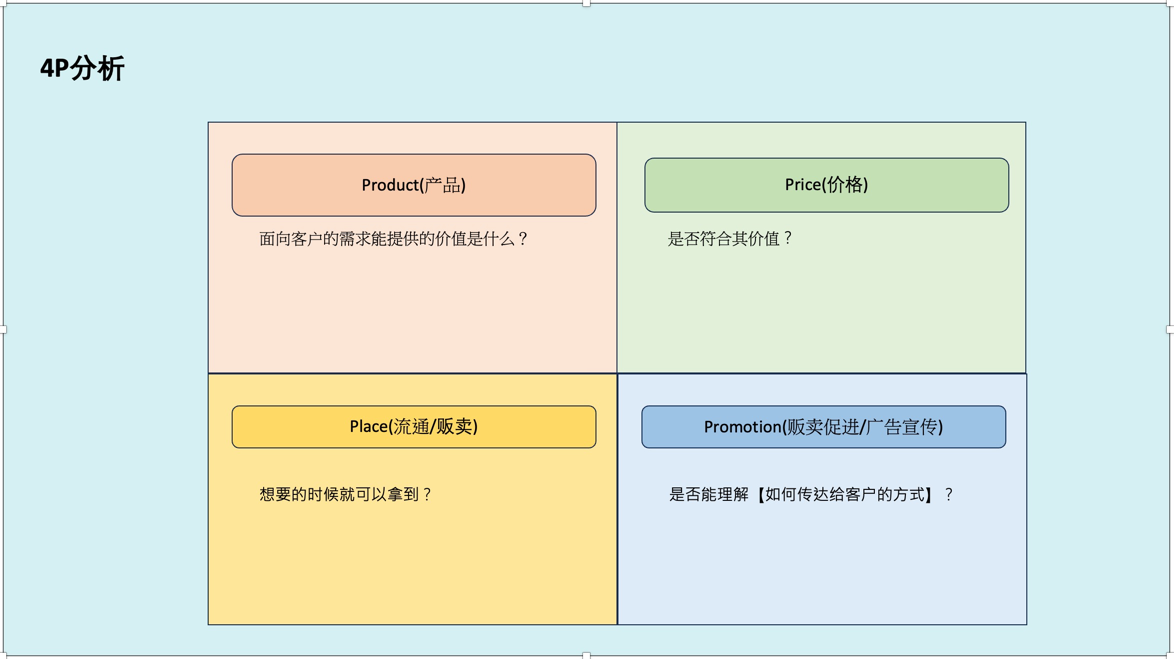 4P分析
Product(产品)
面向客户的需求能提供的价值是什么？
Price(价格)
是否符合其价值？
Place(流通/贩卖)
想要的时候就可以拿到？
Promotion(贩卖促进/广告宣传)
是否能理解【如何传达给客户的方式】？